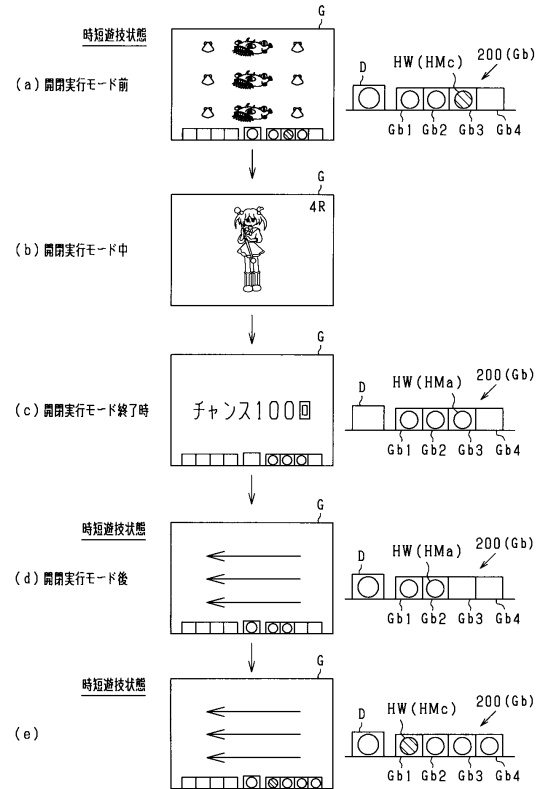 G
時短遊技状態
(a) 開閉実行モード前
D
HW(HMc)
200(Gb)
Gb1 Gb2 Gb3 Gb4
G
4R
(b) 開閉実行モード中
G
(c) 開閉実行モード終了時
チャンス100回
D
HW(HMa)
200(Gb)
Gb1 Gb2 Gb3 Gb4
G
時短遊技状態
(d) 開閉実行モード後
D
HW(HMa)
200(Gb)
Gb1 Gb2 Gb3 Gb4
G
時短遊技状態
(e)
D
HW(HMc)
200(Gb)
Gb1 Gb2 Gb3 Gb4